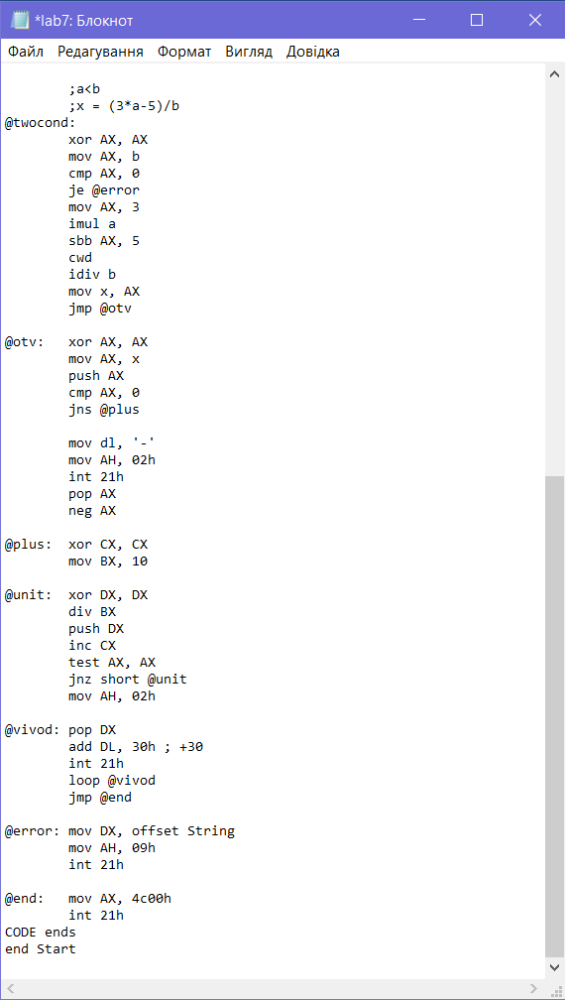 *lab7: Блокнот
Файл Редагування Формат Вигляд Довідка
;a<b
;x = (3*a-5)/b
@twocond:
xor AX, AX
mov AX, b
cmp AX, 0
je @error
mov AX, 3
imul a
sbb AX, 5
cwd
idiv b
mov x, AX
jmp @otv
@otv: xor AX, AX
mov AX, x
push AX
cmp AX, 0
jns @plus
mov dl, '-'
mov AH, 02h
int 21h
pop AX
neg AX
@plus: xor CX, CX
mov BX, 10
@unit: xor DX, DX
div BX
push DX
inc CX
test AX, AX
jnz short @unit
mov AH, 02h
@vivod: pop DX
add DL, 30h ; +30
int 21h
loop @vivod
jmp @end
@error: mov DX, offset String
mov AH, 09h
int 21h
@end: mov AX, 4c00h
int 21h
CODE ends
end Start